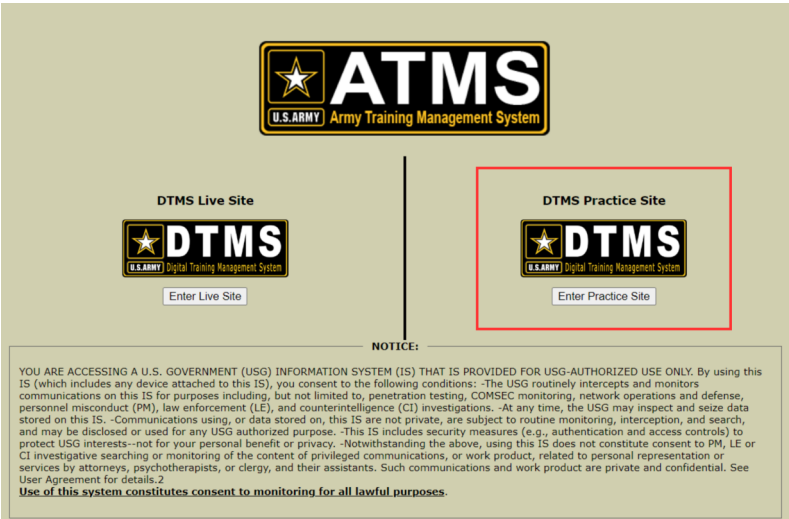 ATMS
U.S.ARMY Army Training Management System
DTMS Live Site
DTMS
U.S.ARMY Digital Training Management System
Enter Live Site
DTMS Practice Site
DTMS
U.S.ARMY Digital Training Management System
Enter Practice Site
NOTICE:
YOU ARE ACCESSING A U.S. GOVERNMENT (USG) INFORMATION SYSTEM (IS) THAT IS PROVIDED FOR USG-AUTHORIZED USE ONLY. By using this
IS (which includes any device attached to this IS), you consent to the following conditions: -The USG routinely intercepts and monitors
communications on this IS for purposes including, but not limited to, penetration testing, COMSEC monitoring, network operations and defense,
personnel misconduct (PM), law enforcement (LE), and counterintelligence (CI) investigations. -At any time, the USG may inspect and seize data
stored on this IS. -Communications using, or data stored on, this IS are not private, are subject to routine monitoring, interception, and search,
and may be disclosed or used for any USG authorized purpose. -This IS includes security measures (e.g., authentication and access controls) to
protect USG interests--not for your personal benefit or privacy. -Notwithstanding the above, using this IS does not constitute consent to PM, LE or
CI investigative searching or monitoring of the content of privileged communications, or work product, related to personal representation or
services by attorneys, psychotherapists, or clergy, and their assistants. Such communications and work product are private and confidential. See
User Agreement for details.2
Use of this system constitutes consent to monitoring for all lawful purposes.